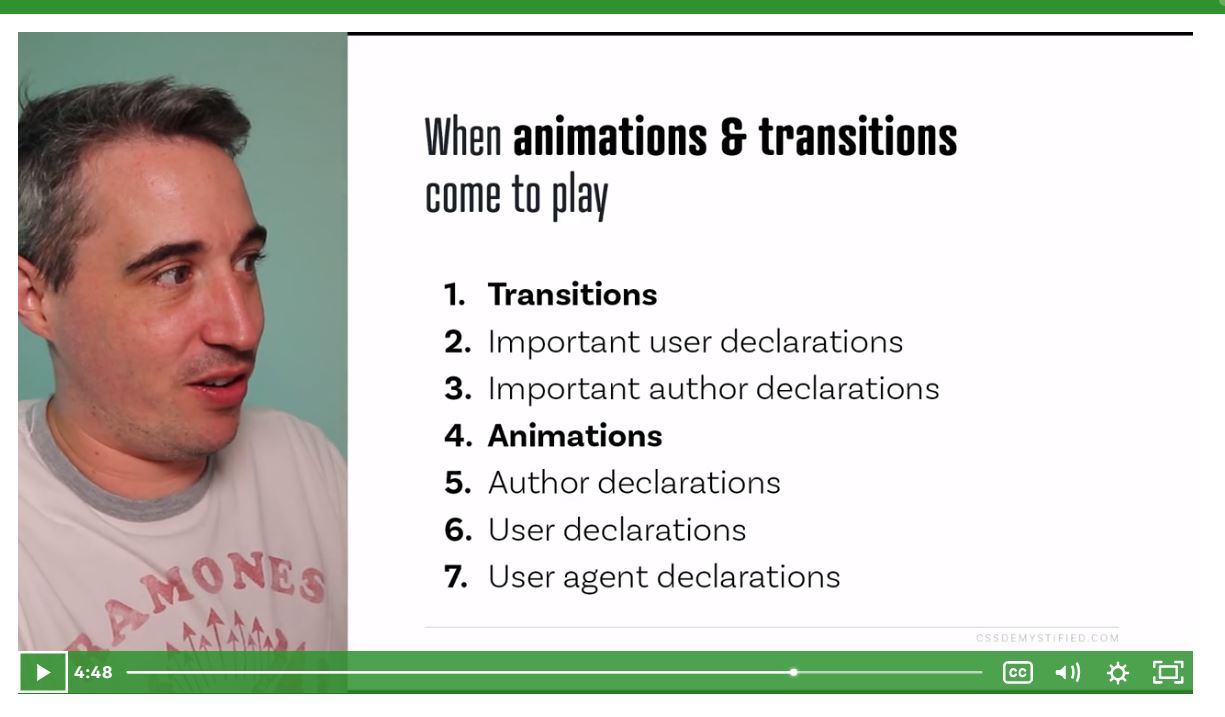 When animations & transitions
come to play
1. Transitions
2. Important user declarations
3. Important author declarations
4. Animations
5. Author declarations
6. User declarations
7. User agent declarations
RAMONES
CSSDEMYSTIFIED.COM
4:48
CC